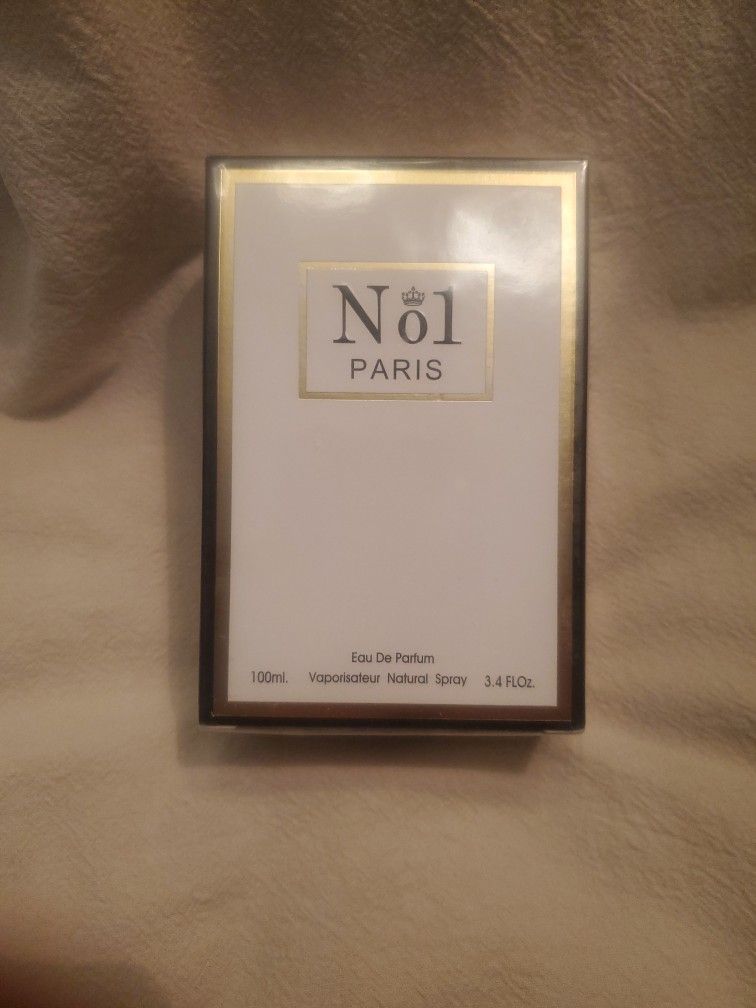 No1
PARIS
Eau De Parfum
100ml. Vaporisateur Natural Spray 3.4 FLOz.